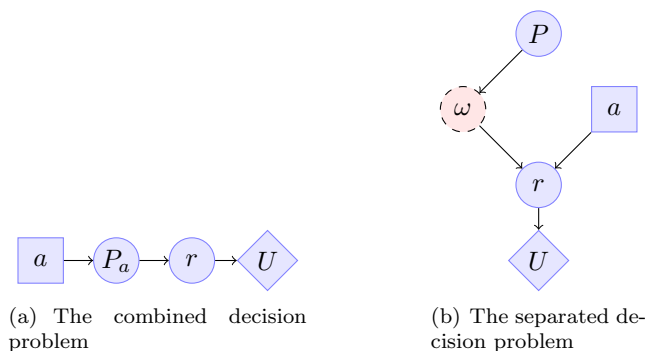 P
ω
a
r
a
P_a
r
U
U
(a) The combined decision
problem
(b) The separated de-
cision problem